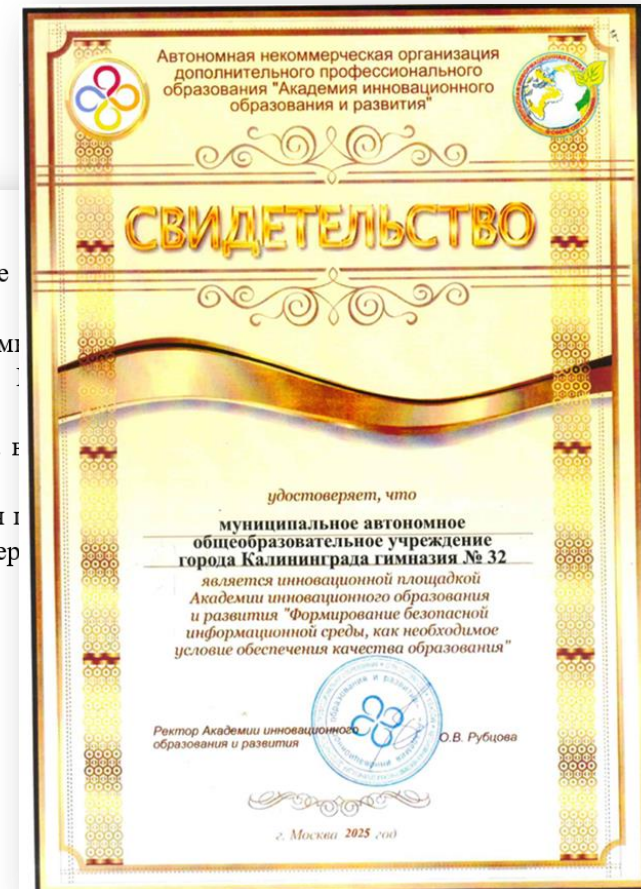 Автономная некоммерческая организация
дополнительного профессионального
образования "Академия инновационного
образования и развития"
СВИДЕТЕЛЬСТВО
удостоверяет, что
муниципальное автономное
общеобразовательное учреждение
города Калининграда гимназия № 32
является инновационной площадкой
Академии инновационного образования
и развития "Формирование безопасной
информационной среды, как необходимое
условие обеспечения качества образования"
Ректор Академии инновационного
образования и развития
О.В. Рубцова
г. Москва 2025 год